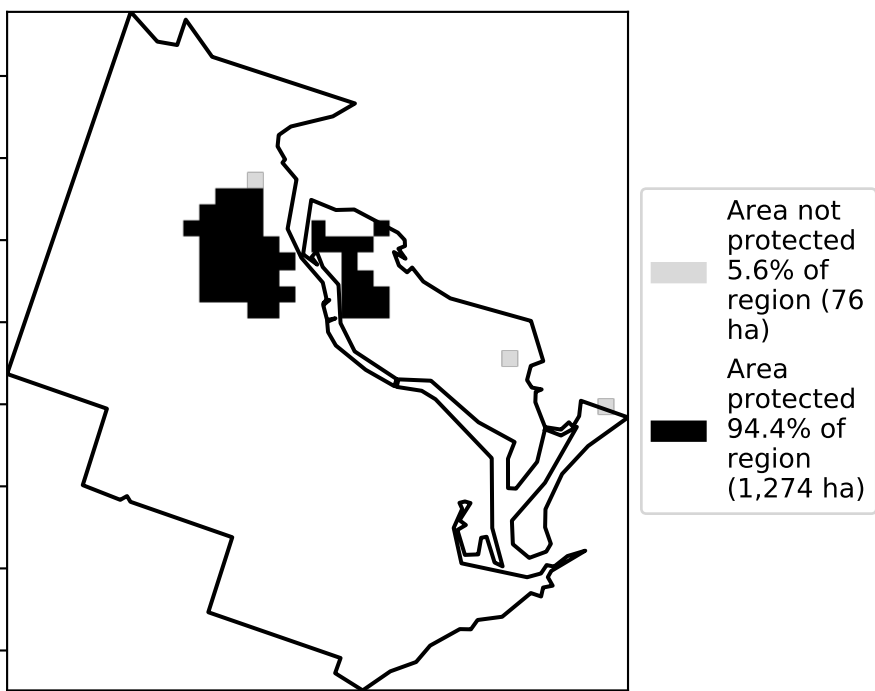 Area not
protected
5.6% of
region (76
ha)
Area
protected
94.4% of
region
(1,274 ha)